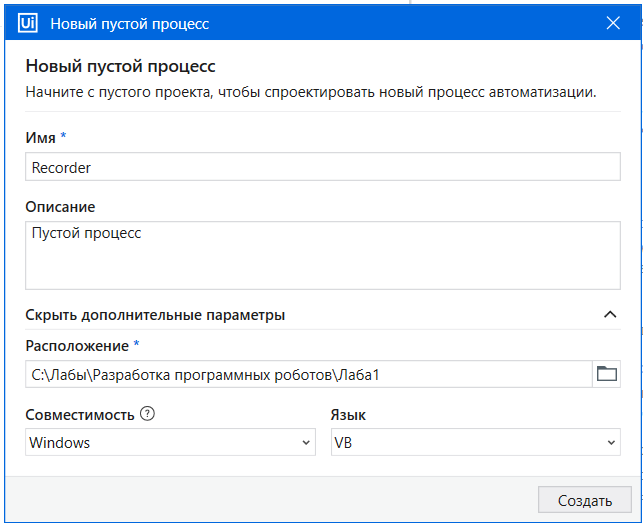 Ui Новый пустой процесс
Новый пустой процесс
Начните с пустого проекта, чтобы спроектировать новый процесс автоматизации.
Имя *
Recorder
Описание
Пустой процесс
Скрыть дополнительные параметры
Расположение *
C:\Лабы\Разработка программных роботов\Лаба1
Совместимость ? Язык
Windows VB
Создать